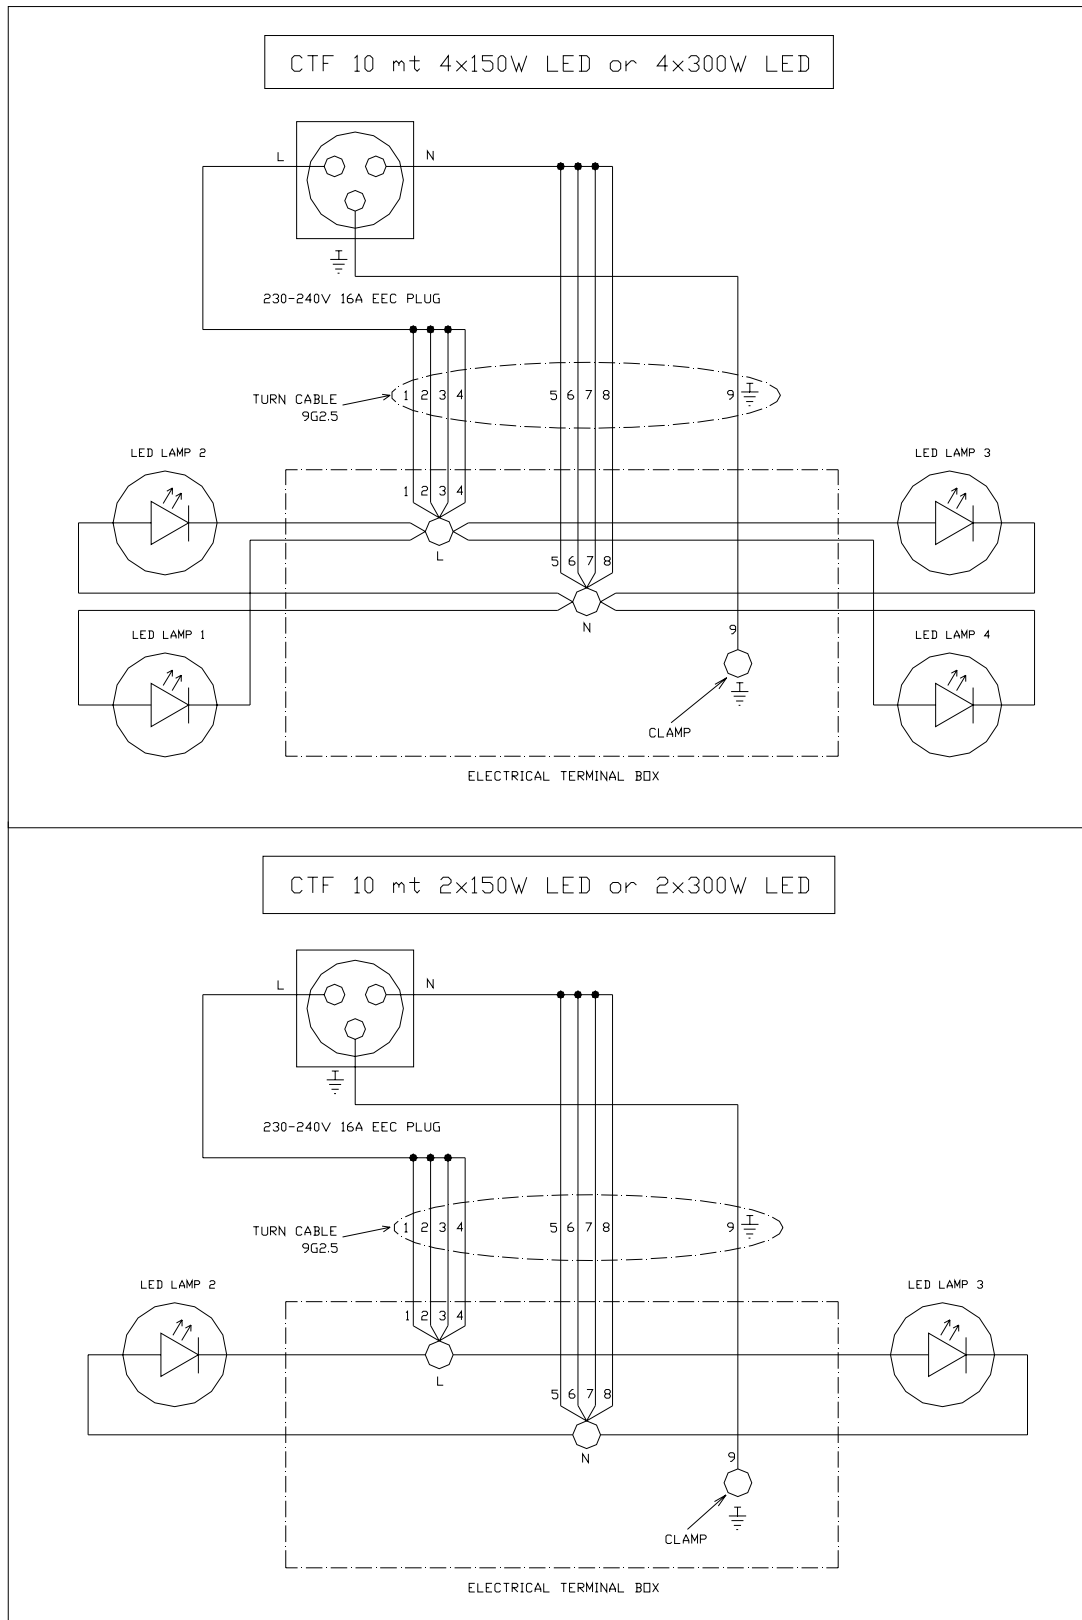 CTF 10 mt 4x150W LED or 4x300W LED
L N
230-240V 16A EEC PLUG
TURN CABLE
9G2.5
1 2 3 4 5 6 7 8 9
LED LAMP 2
LED LAMP 3
1 2 3 4
L
5 6 7 8
N
LED LAMP 1
9
LED LAMP 4
CLAMP
ELECTRICAL TERMINAL BOX
CTF 10 mt 2x150W LED or 2x300W LED
L N
230-240V 16A EEC PLUG
TURN CABLE
9G2.5
1 2 3 4 5 6 7 8 9
LED LAMP 2
LED LAMP 3
1 2 3 4
L
5 6 7 8
N
9
CLAMP
ELECTRICAL TERMINAL BOX